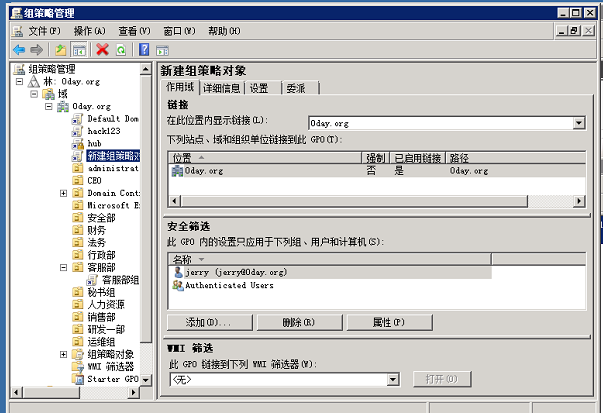 组策略管理
文件(F) 操作(A) 查看(V) 窗口(W) 帮助(H)
组策略管理
林: 0day.org
域
0day.org
Default Dom
hack123
hub
新建组策略对
administrat
CEO
Domain Cont
Microsoft E
安全部
财务
法务
行政部
客服部
客服部组
秘书组
人力资源
销售部
研发一部
运维组
组策略对象
WMI 筛选器
Starter GPO
新建组策略对象
作用域 详细信息 设置 委派
链接
在此位置内显示链接(L): 0day.org
下列站点、域和组织单位链接到此 GPO(T):
位置 强制 已启用链接 路径
0day.org 否 是 0day.org
安全筛选
此 GPO 内的设置只应用于下列组、用户和计算机(S):
名称
jerry (jerry@0day.org)
Authenticated Users
添加(D)... 删除(R) 属性(P)
WMI 筛选
此 GPO 链接到下列 WMI 筛选器(W):
<无> 打开(O)